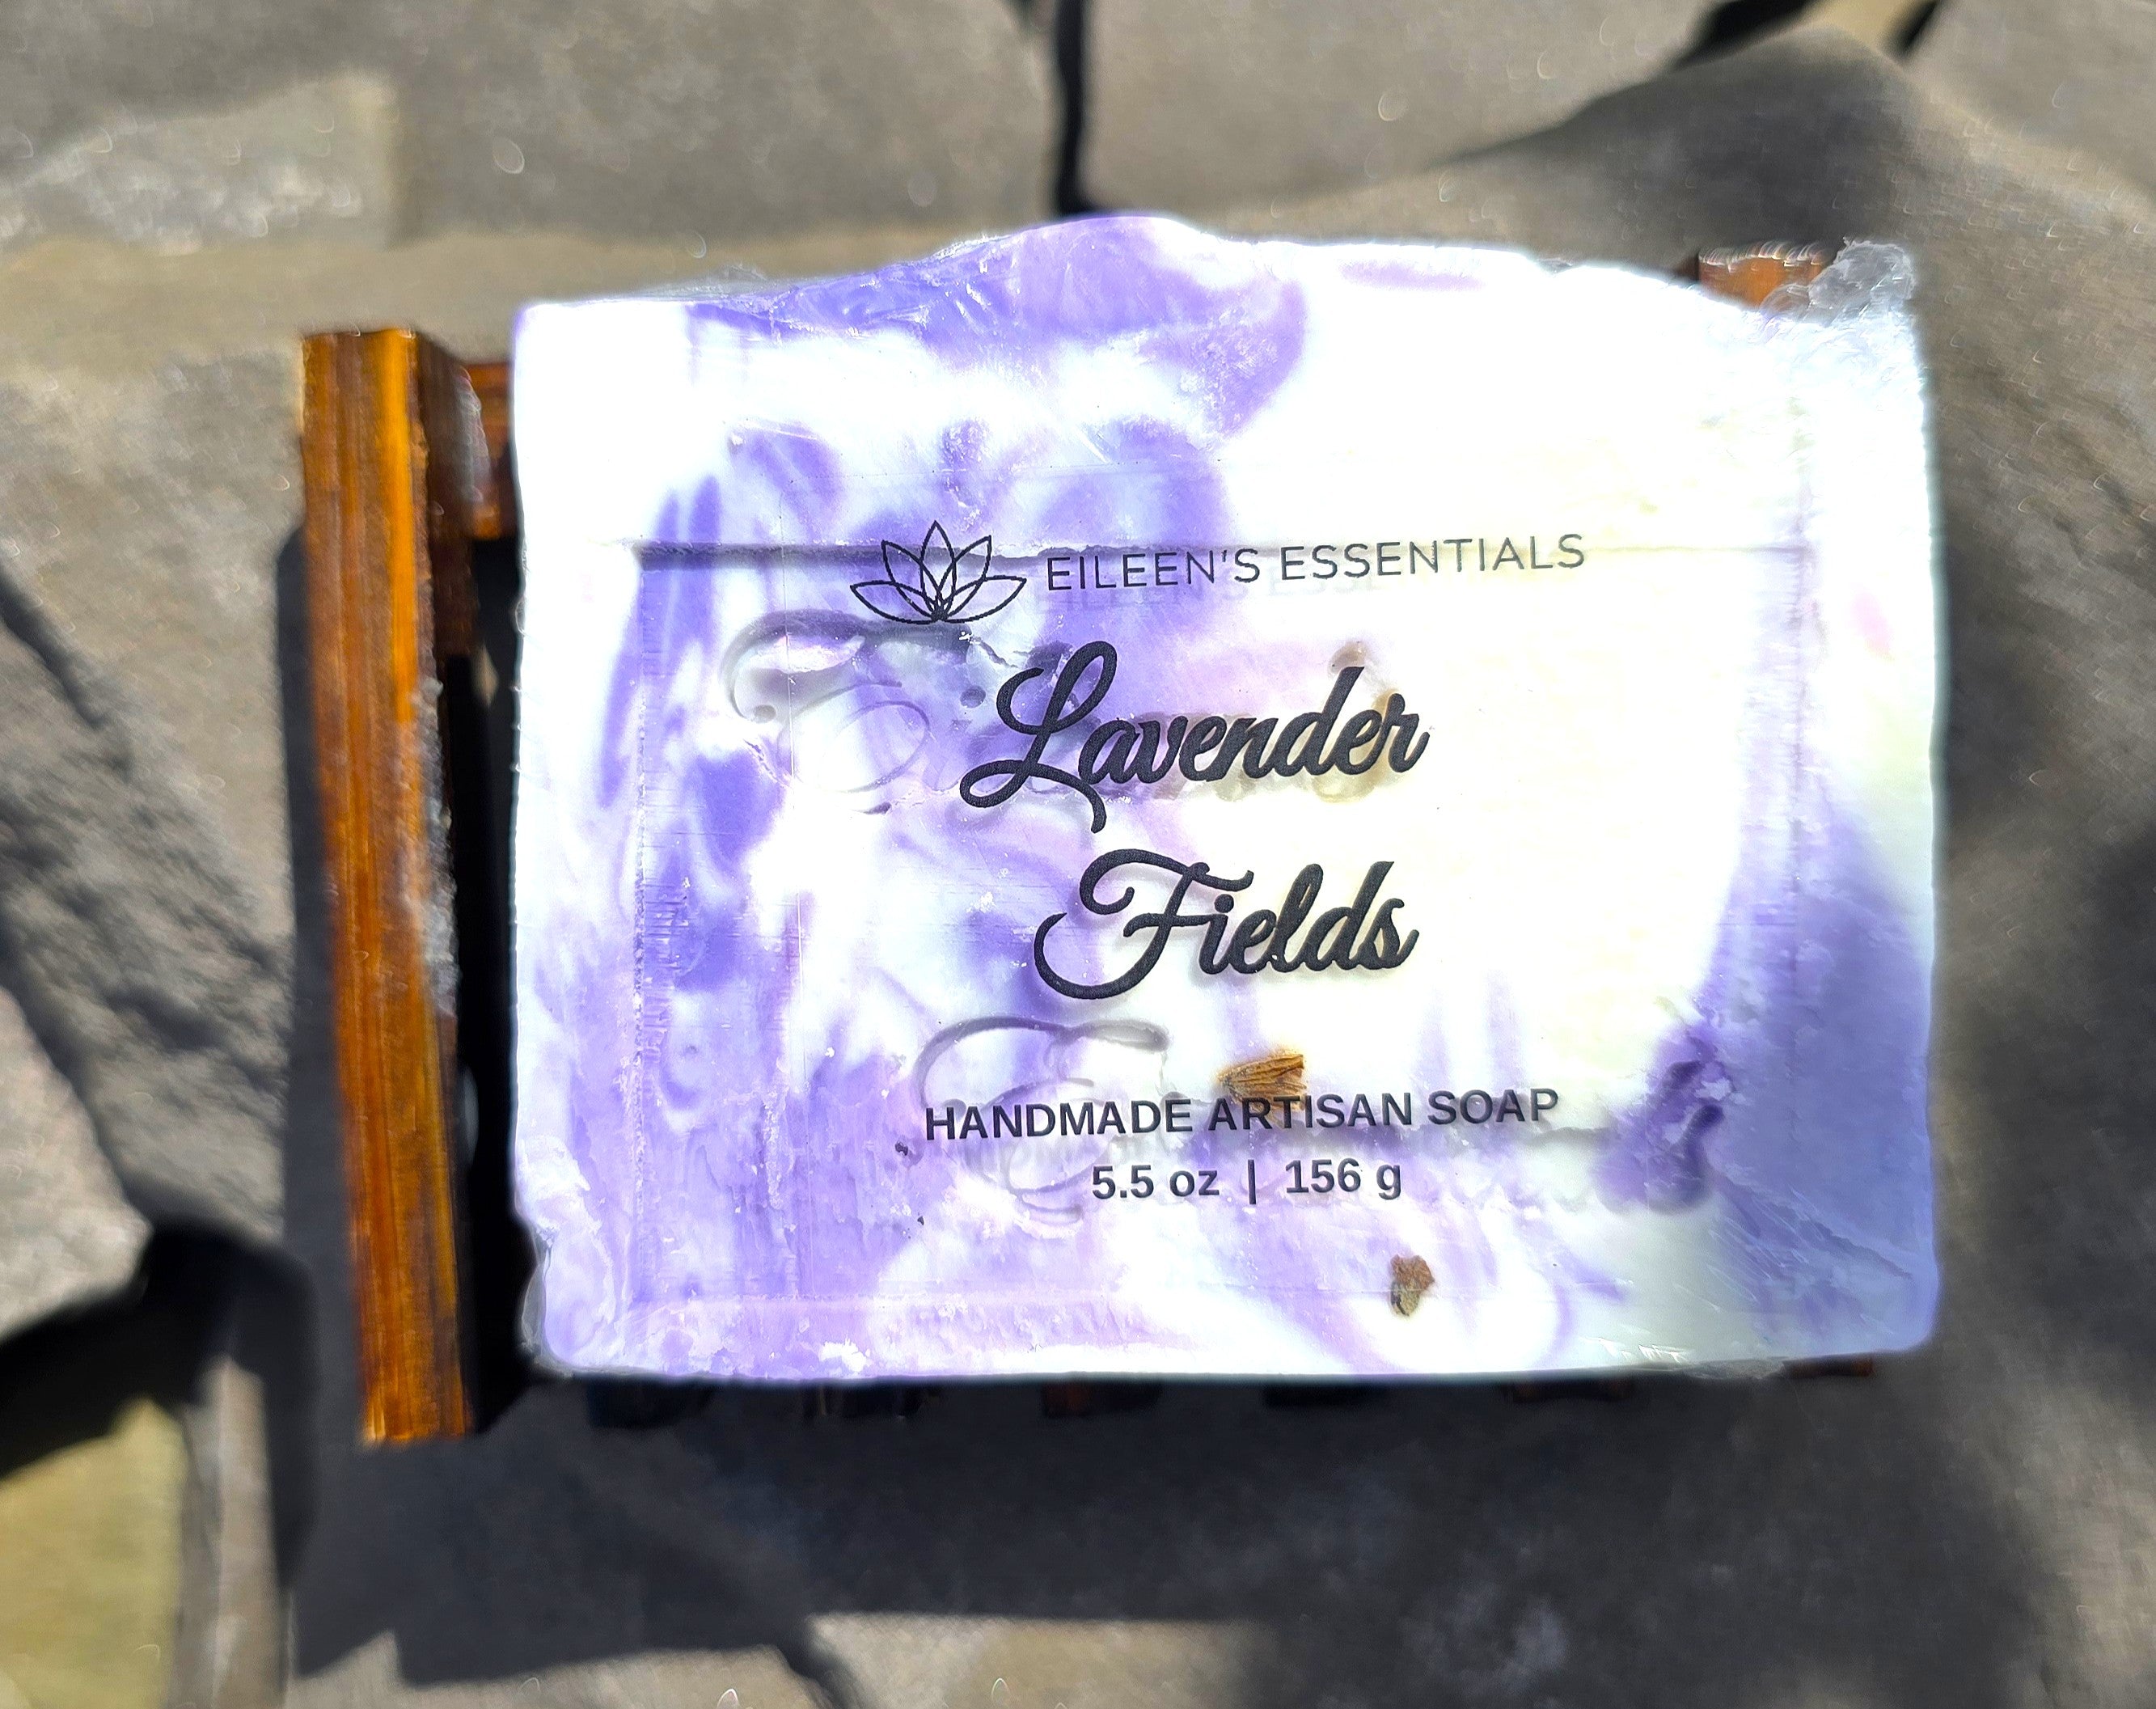 EILEEN'S ESSENTIALS
Lavender
Fields
HANDMADE ARTISAN SOAP
5.5 oz | 156 g